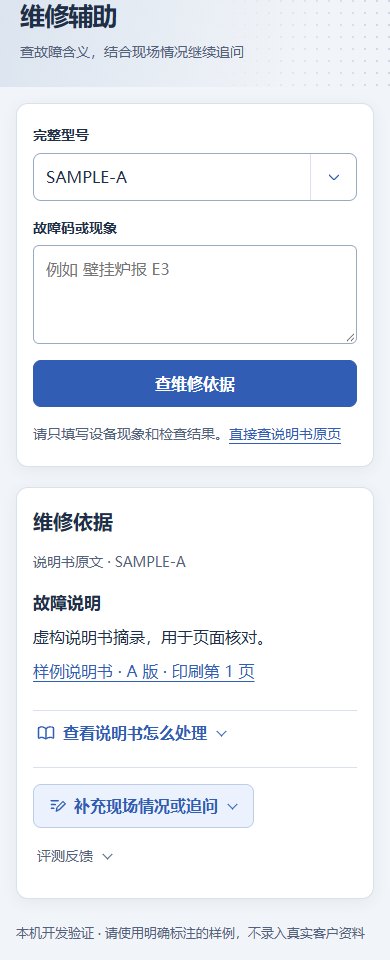 维修辅助
查故障含义，结合现场情况继续追问
完整型号
SAMPLE-A
故障码或现象
例如 壁挂炉报 E3
查维修依据
请只填写设备现象和检查结果。直接查说明书原页
维修依据
说明书原文 · SAMPLE-A
故障说明
虚构说明书摘录，用于页面核对。
样例说明书 · A 版 · 印刷第 1 页
查看说明书怎么处理
补充现场情况或追问
评测反馈
本机开发验证 · 请使用明确标注的样例，不录入真实客户资料